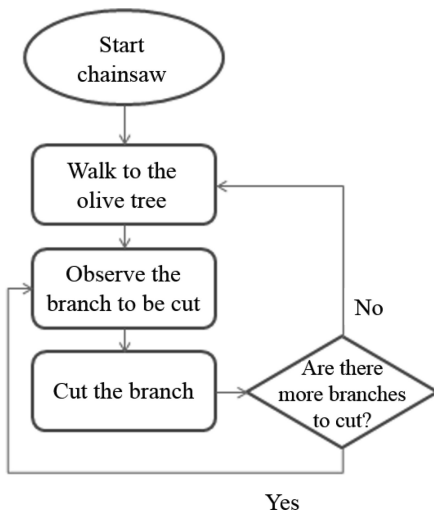 Start
chainsaw
Walk to the
olive tree
Observe the
branch to be cut
No
Cut the branch
Are there
more branches
to cut?
Yes